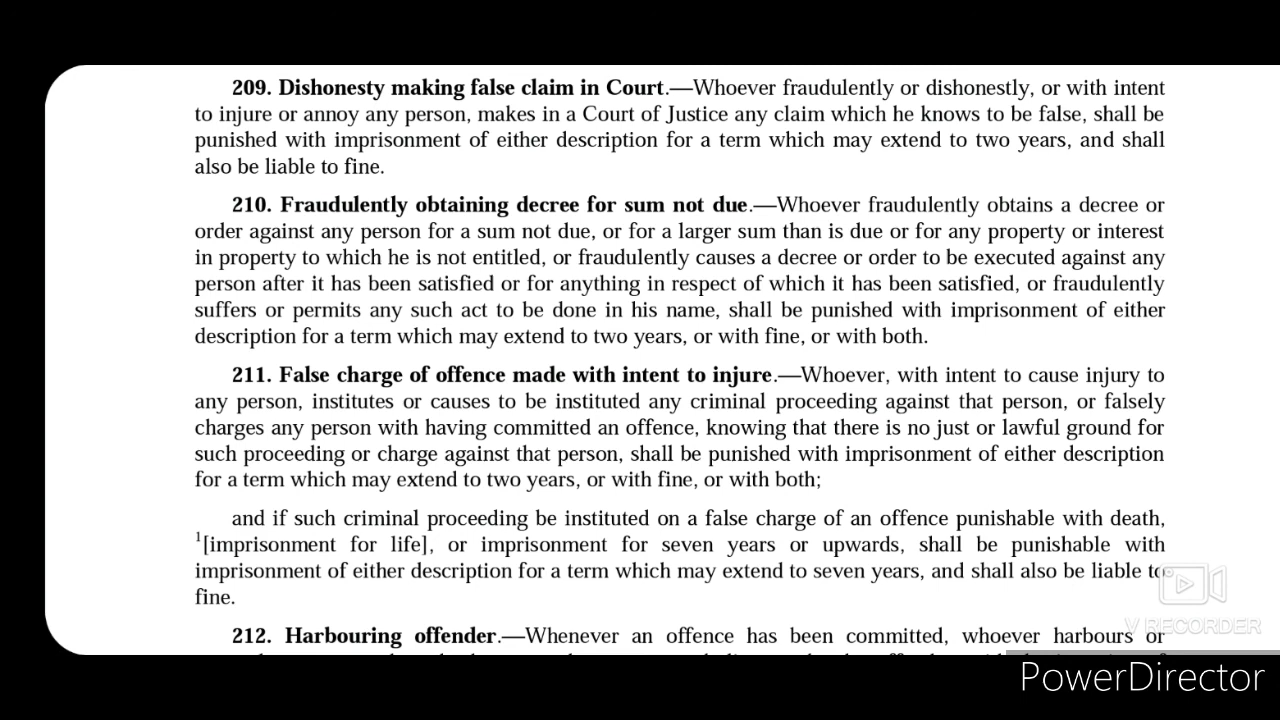 209. Dishonesty making false claim in Court.—Whoever fraudulently or dishonestly, or with intent
to injure or annoy any person, makes in a Court of Justice any claim which he knows to be false, shall be
punished with imprisonment of either description for a term which may extend to two years, and shall
also be liable to fine.
210. Fraudulently obtaining decree for sum not due.—Whoever fraudulently obtains a decree or
order against any person for a sum not due, or for a larger sum than is due or for any property or interest
in property to which he is not entitled, or fraudulently causes a decree or order to be executed against any
person after it has been satisfied or for anything in respect of which it has been satisfied, or fraudulently
suffers or permits any such act to be done in his name, shall be punished with imprisonment of either
description for a term which may extend to two years, or with fine, or with both.
211. False charge of offence made with intent to injure.—Whoever, with intent to cause injury to
any person, institutes or causes to be instituted any criminal proceeding against that person, or falsely
charges any person with having committed an offence, knowing that there is no just or lawful ground for
such proceeding or charge against that person, shall be punished with imprisonment of either description
for a term which may extend to two years, or with fine, or with both;
and if such criminal proceeding be instituted on a false charge of an offence punishable with death,
1[imprisonment for life], or imprisonment for seven years or upwards, shall be punishable with
imprisonment of either description for a term which may extend to seven years, and shall also be liable to
fine.
212. Harbouring offender.—Whenever an offence has been committed, whoever harbours or
V RECORDER
PowerDirector